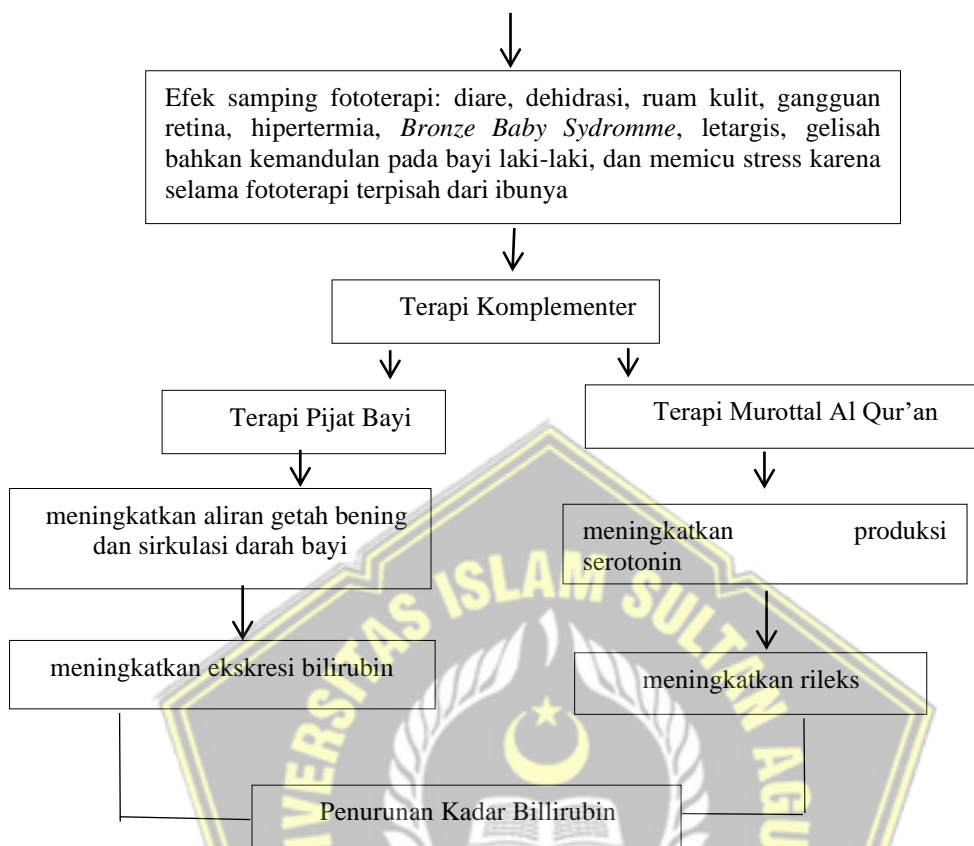 Efek samping fototerapi: diare, dehidrasi, ruam kulit, gangguan
retina, hipertermia, Bronze Baby Sydromme, letargis, gelisah
bahkan kemandulan pada bayi laki-laki, dan memicu stress karena
selama fototerapi terpisah dari ibunya
Terapi Komplementer
Terapi Pijat Bayi
Terapi Murottal Al Qur’an
meningkatkan aliran getah bening
dan sirkulasi darah bayi
meningkatkan produksi
serotonin
meningkatkan ekskresi bilirubin
meningkatkan rileks
Penurunan Kadar Billirubin
ISLAM SULTAN AGU